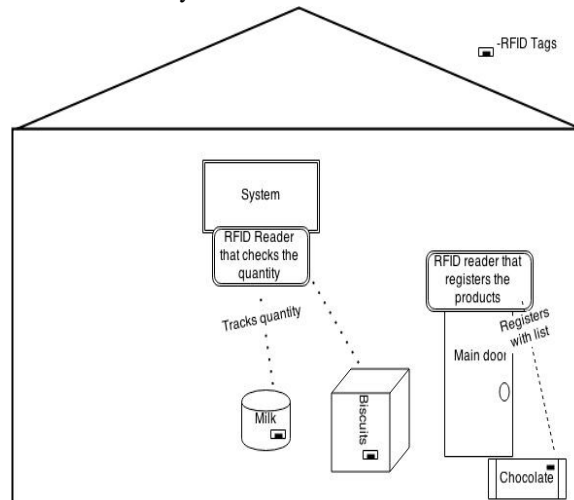 -RFID Tags
System
RFID Reader
that checks the
quantity
RFID reader that
registers the
products
Tracks quantity
Registers
with list
Main door
Milk
Biscuits
Chocolate